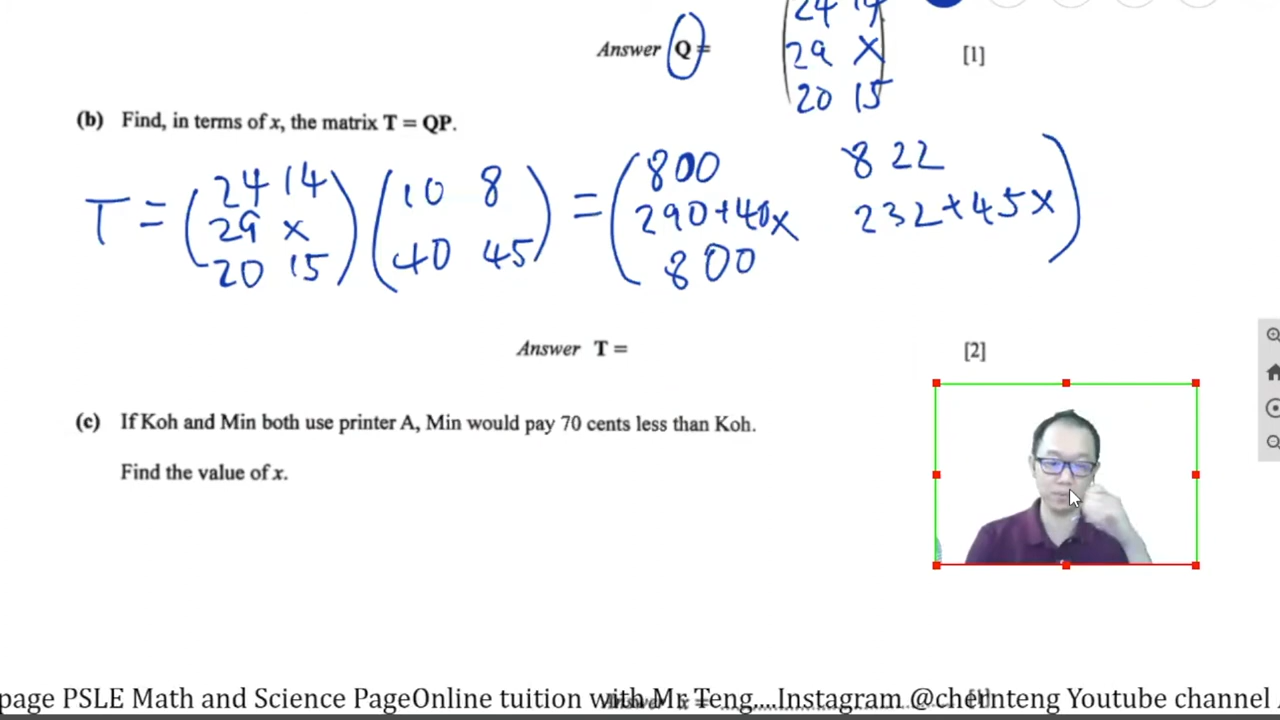 24 14
Answer Q = 29 x [1]
20 15
(b) Find, in terms of x, the matrix T = QP.
T = ( 24 14 ) ( 10 8 ) = ( 800 822 )
29 x 290+40x 232+45x
20 15 40 45 800
Answer T = [2]
(c) If Koh and Min both use printer A, Min would pay 70 cents less than Koh.
Find the value of x.
page PSLE Math and Science PageOnline tuition with Mr Teng....Instagram @chetnteng Youtube channel